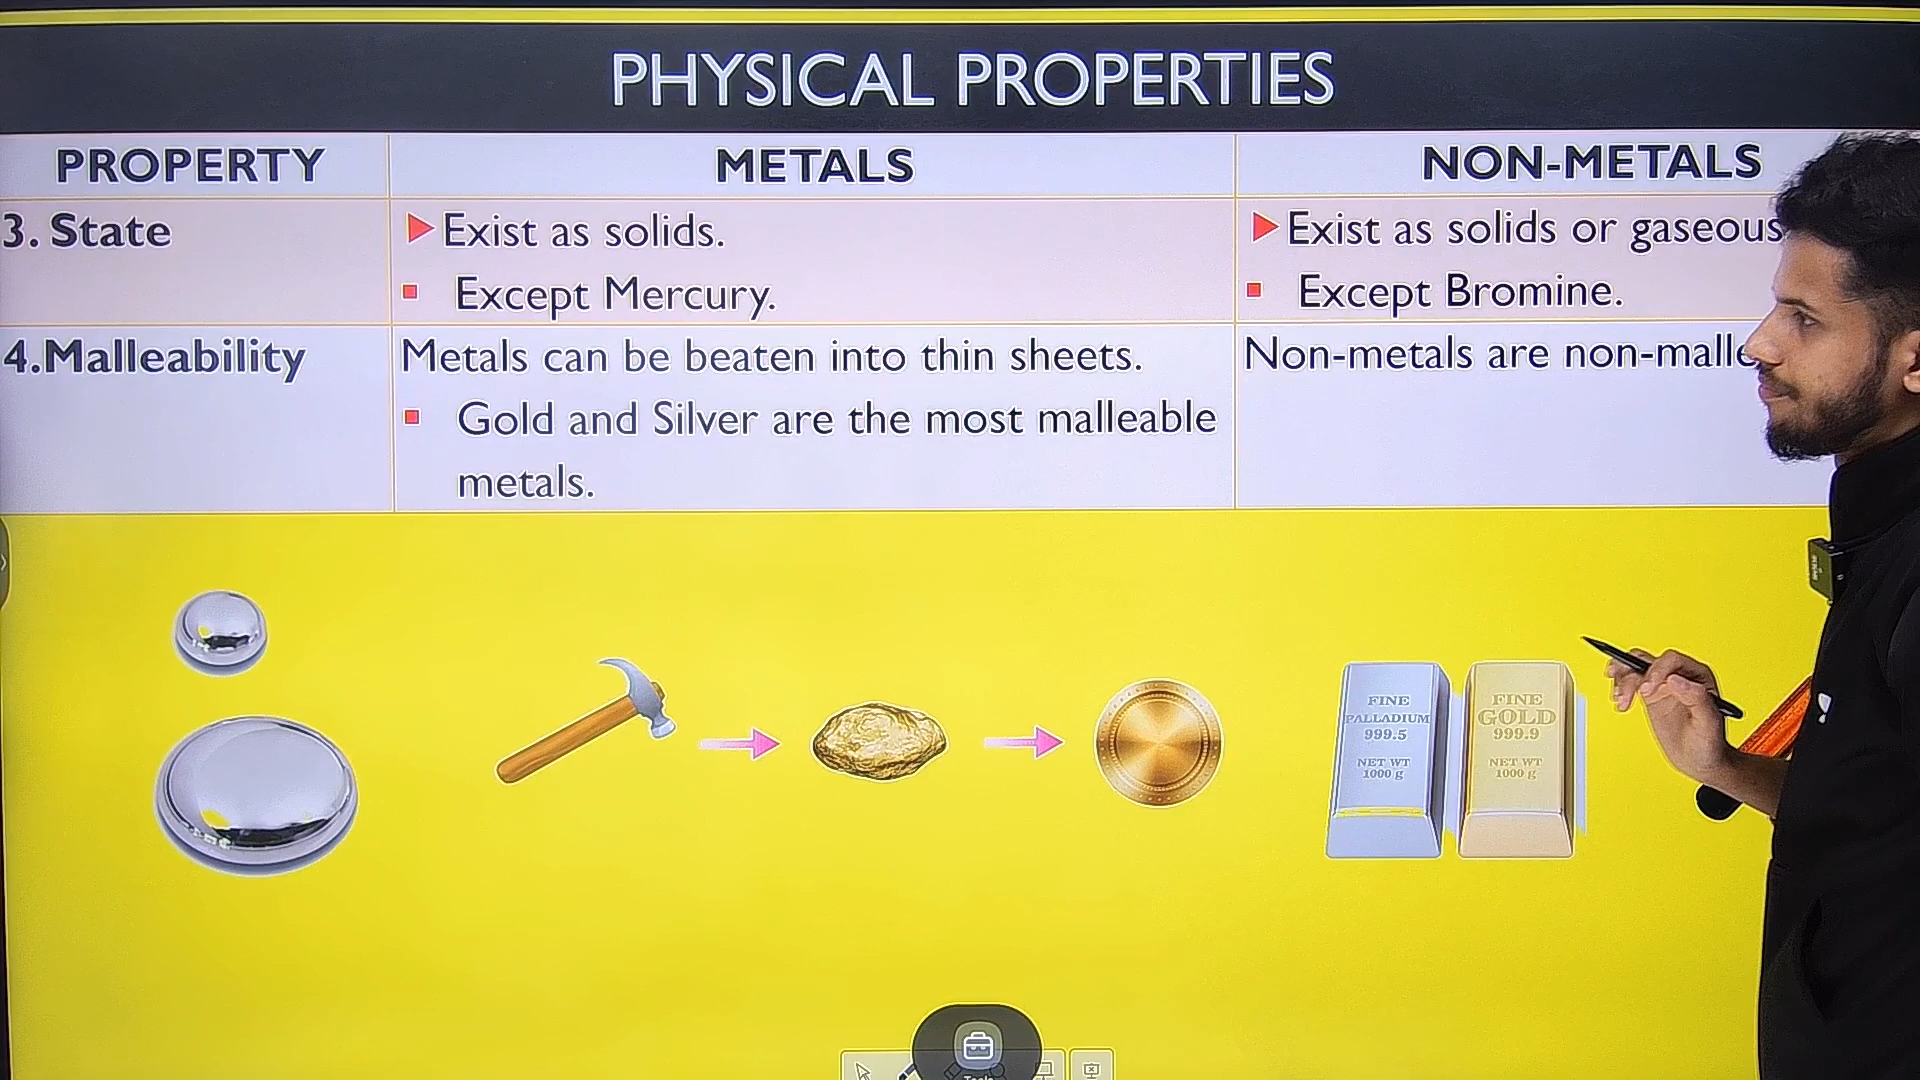 PHYSICAL PROPERTIES
PROPERTY METALS NON-METALS
3. State
Exist as solids.
Except Mercury.
Exist as solids or gaseous
Except Bromine.
4.Malleability
Metals can be beaten into thin sheets.
Gold and Silver are the most malleable
metals.
Non-metals are non-malle
FINE
PALLADIUM
999.5
NET WT
1000 g
FINE
GOLD
999.9
NET WT
1000 g